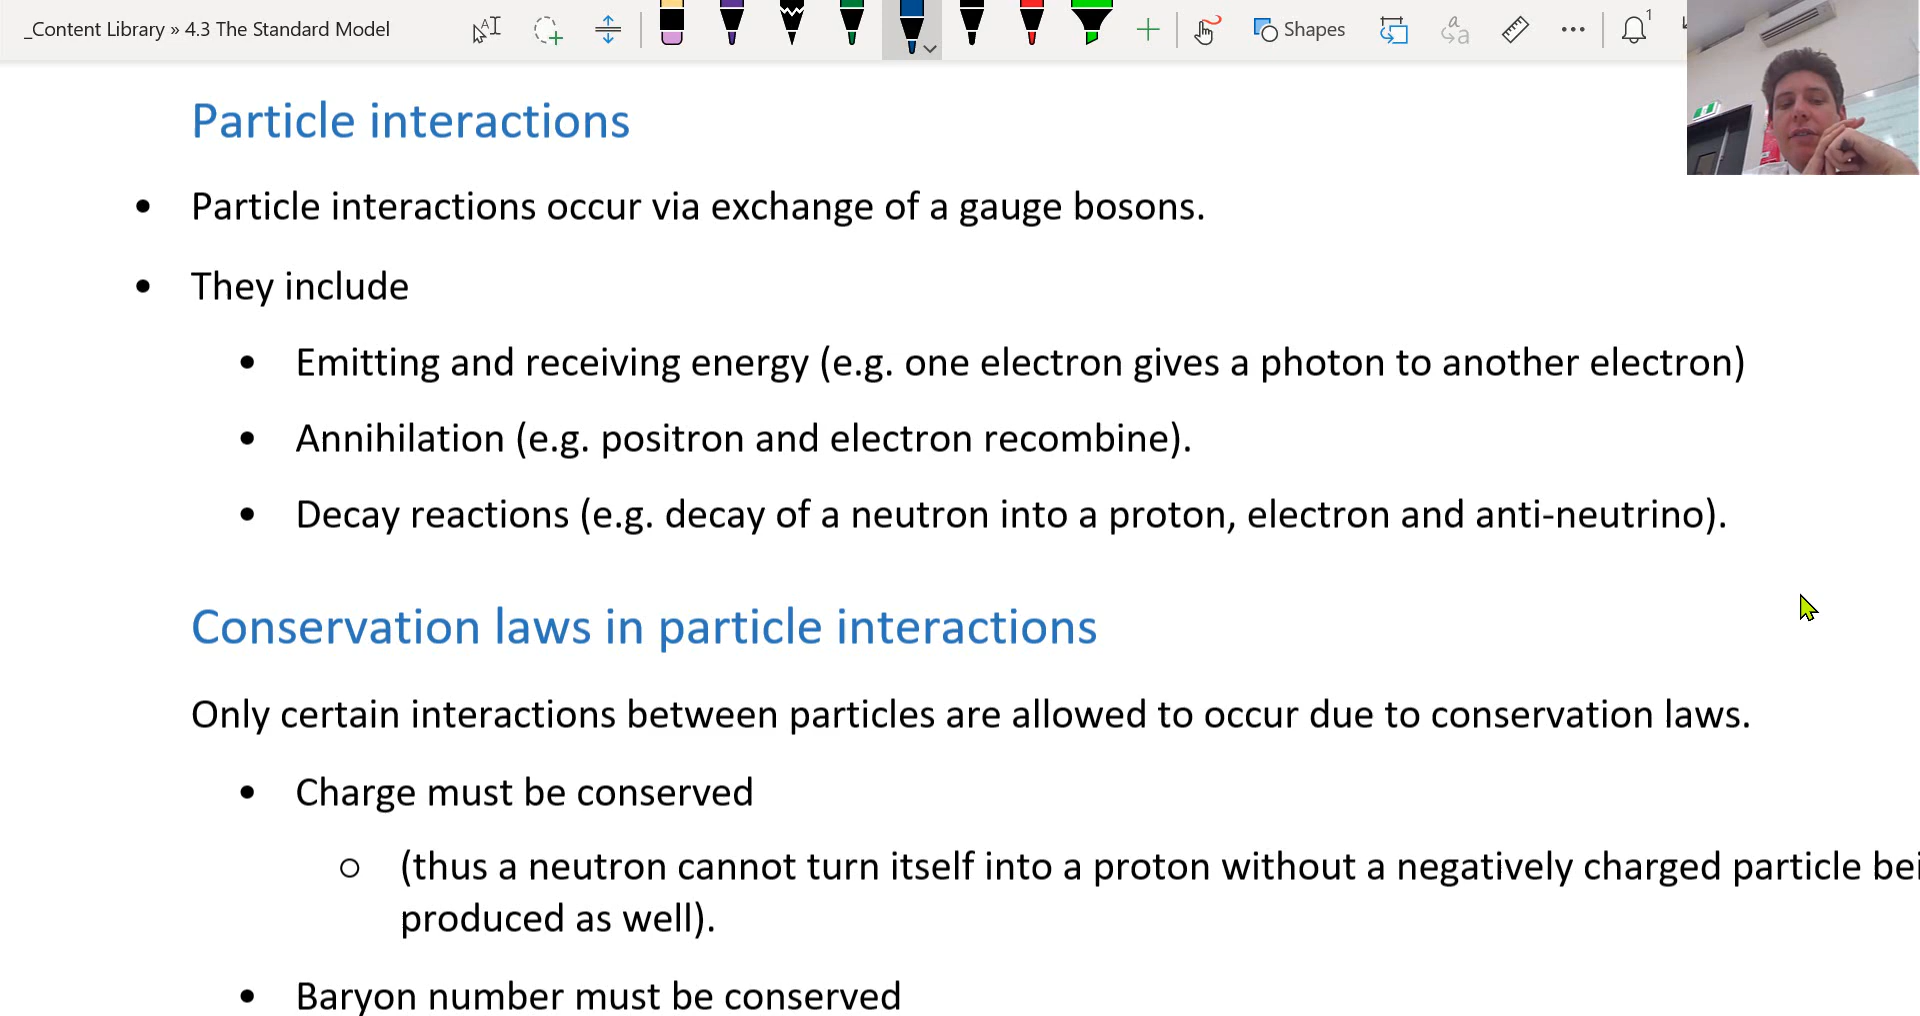 _Content Library » 4.3 The Standard Model
Shapes
1
Particle interactions
• Particle interactions occur via exchange of a gauge bosons.
• They include
• Emitting and receiving energy (e.g. one electron gives a photon to another electron)
• Annihilation (e.g. positron and electron recombine).
• Decay reactions (e.g. decay of a neutron into a proton, electron and anti-neutrino).
Conservation laws in particle interactions
Only certain interactions between particles are allowed to occur due to conservation laws.
• Charge must be conserved
○ (thus a neutron cannot turn itself into a proton without a negatively charged particle bei
produced as well).
• Baryon number must be conserved